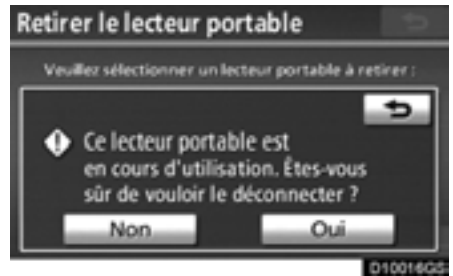 Retirer le lecteur portable
Veuillez sélectionner un lecteur portable à retirer :
Ce lecteur portable est
en cours d'utilisation. Êtes-vous
sûr de vouloir le déconnecter ?
Non Oui
D10016GS